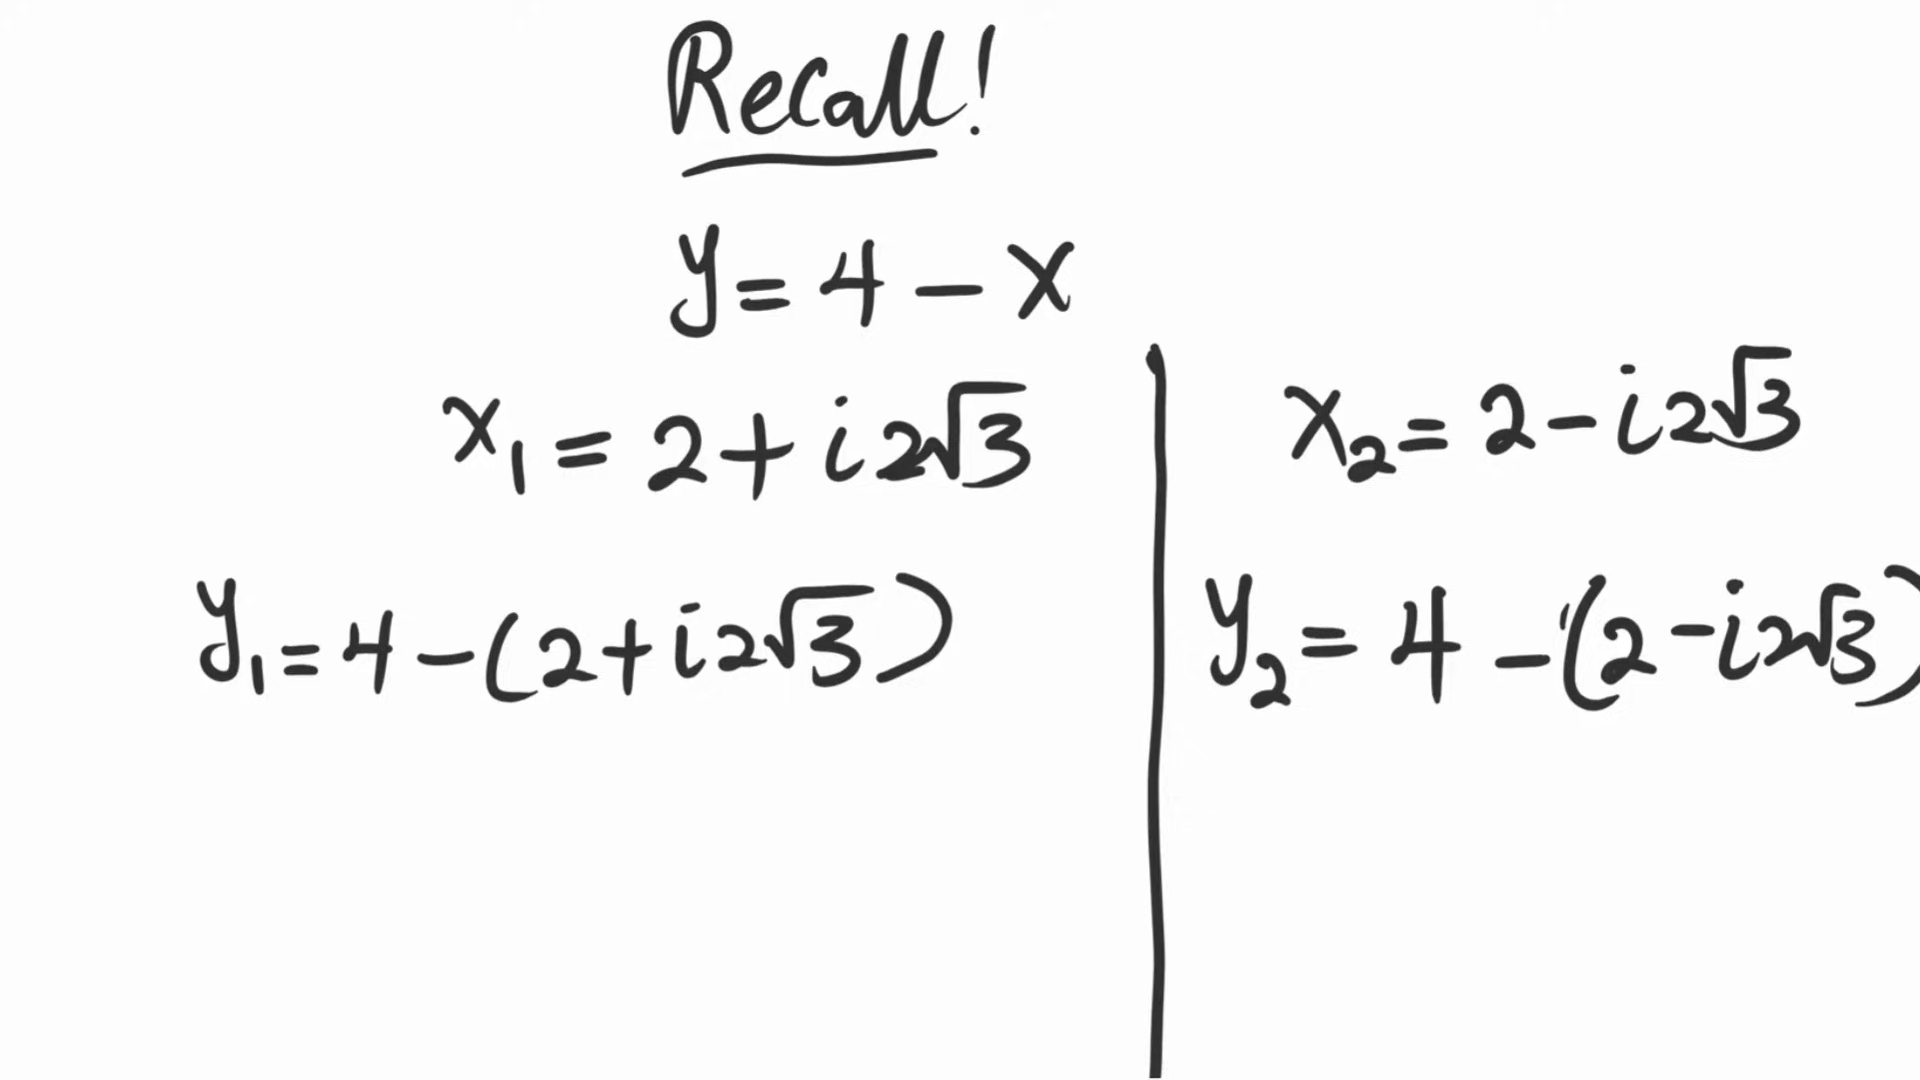 Recall!
y = 4 - x
x₁ = 2 + i2√3
y₁ = 4 - (2 + i2√3)
x₂ = 2 - i2√3
y₂ = 4 - (2 - i2√3)